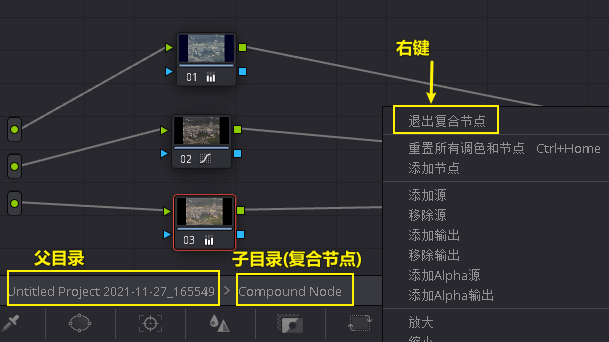 右键
01
02
03
退出复合节点
重置所有调色和节点 Ctrl+Home
添加节点
添加源
移除源
添加输出
移除输出
添加Alpha源
添加Alpha输出
放大
缩小
父目录
子目录(复合节点)
Untitled Project 2021-11-27_165549 > Compound Node